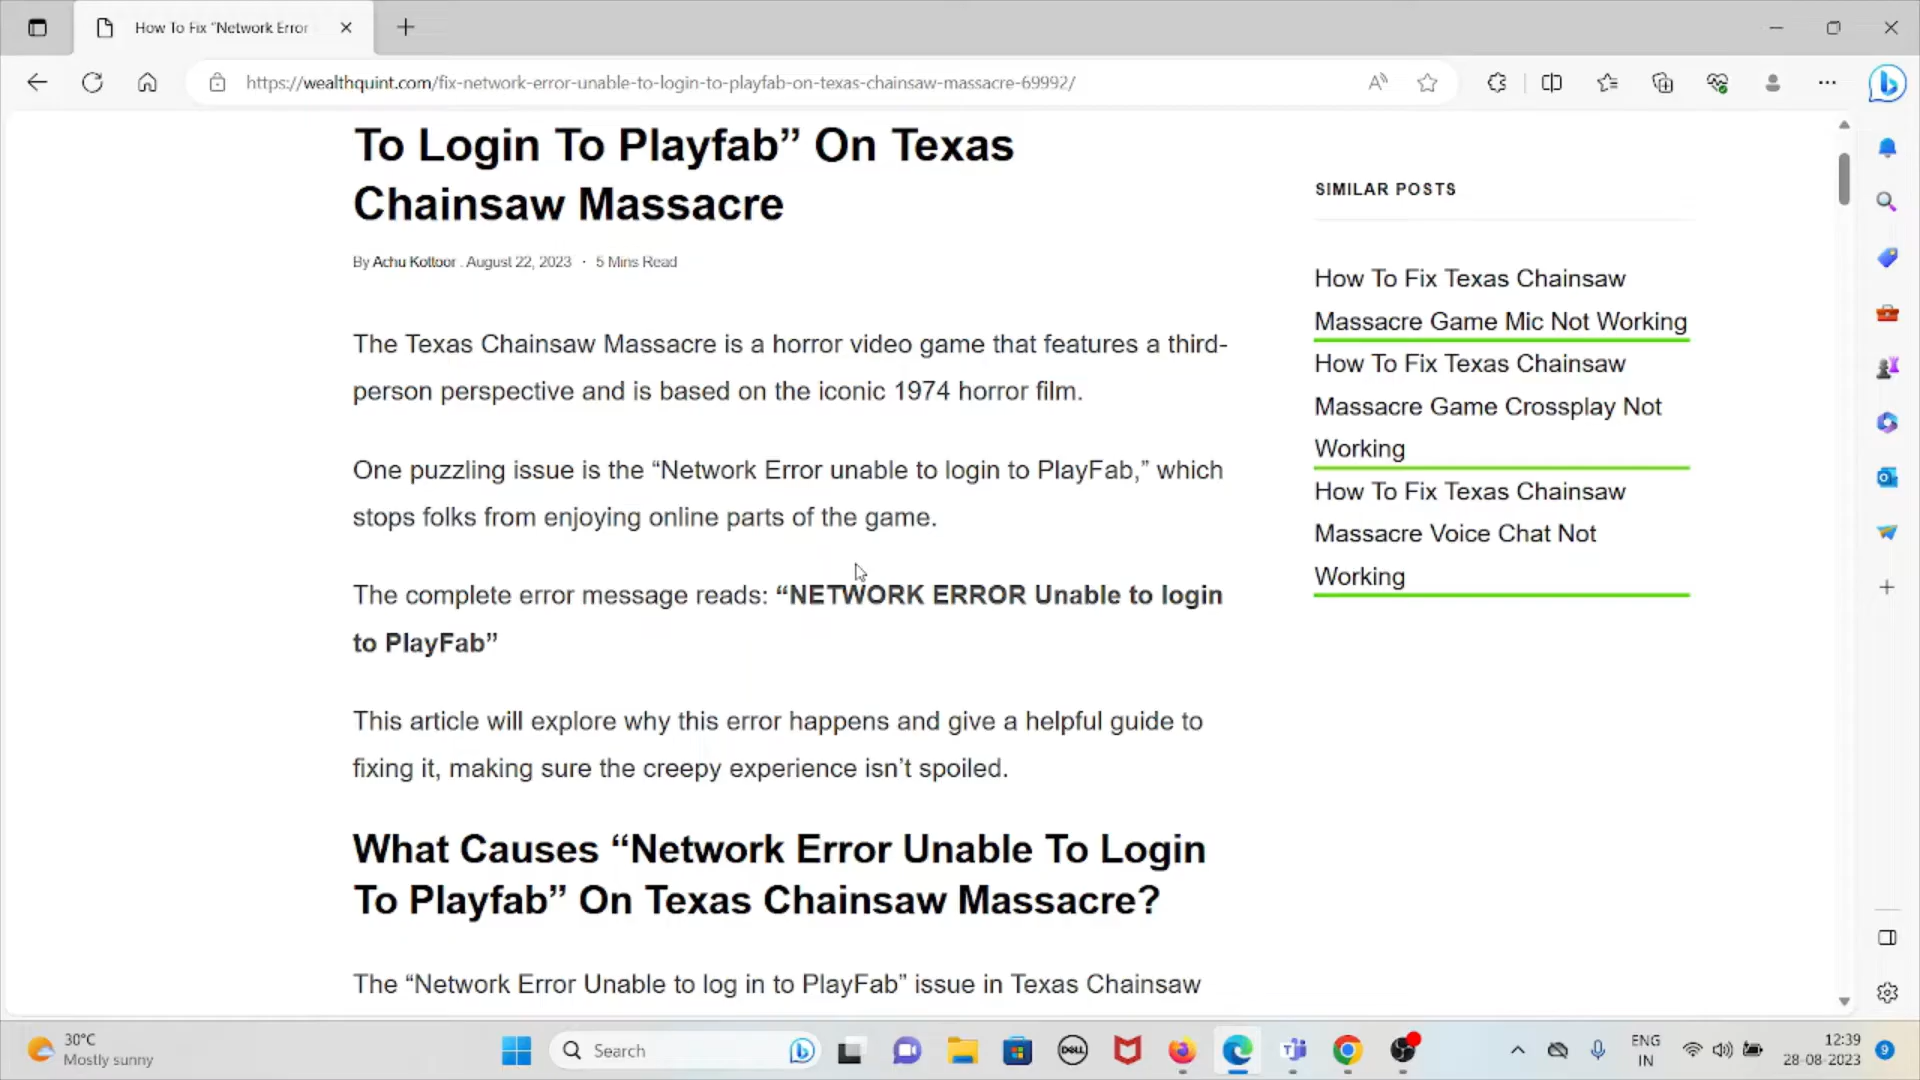 How To Fix “Network Error
https://wealthquint.com/fix-network-error-unable-to-login-to-playfab-on-texas-chainsaw-massacre-69992/
To Login To Playfab” On Texas
Chainsaw Massacre
By Achu Kottoor . August 22, 2023 · 5 Mins Read
The Texas Chainsaw Massacre is a horror video game that features a third-
person perspective and is based on the iconic 1974 horror film.
One puzzling issue is the “Network Error unable to login to PlayFab,” which
stops folks from enjoying online parts of the game.
The complete error message reads: “NETWORK ERROR Unable to login
to PlayFab”
This article will explore why this error happens and give a helpful guide to
fixing it, making sure the creepy experience isn’t spoiled.
What Causes “Network Error Unable To Login
To Playfab” On Texas Chainsaw Massacre?
The “Network Error Unable to log in to PlayFab” issue in Texas Chainsaw
SIMILAR POSTS
How To Fix Texas Chainsaw
Massacre Game Mic Not Working
How To Fix Texas Chainsaw
Massacre Game Crossplay Not
Working
How To Fix Texas Chainsaw
Massacre Voice Chat Not
Working
30°C
Mostly sunny
Search
DELL
ENG
IN
12:39
28-08-2023
9